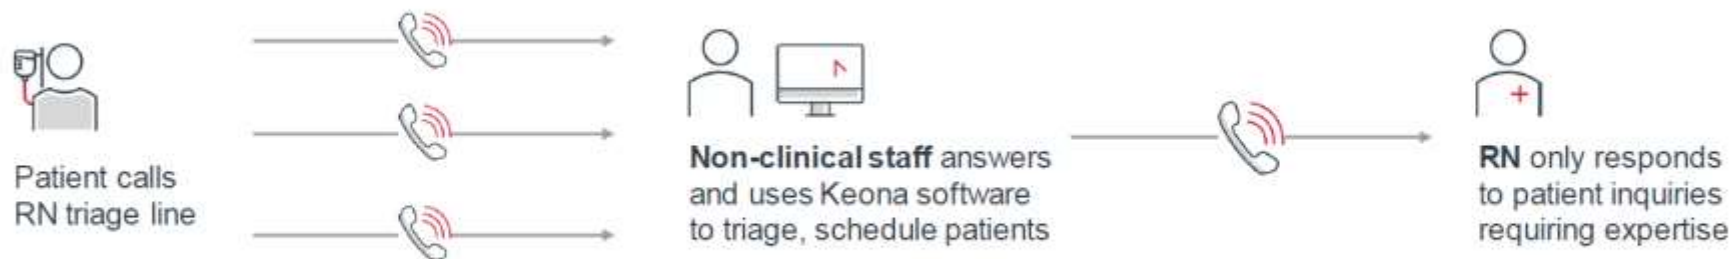 Patient calls
RN triage line
Non-clinical staff answers
and uses Keona software
to triage, schedule patients
RN only responds
to patient inquiries
requiring expertise